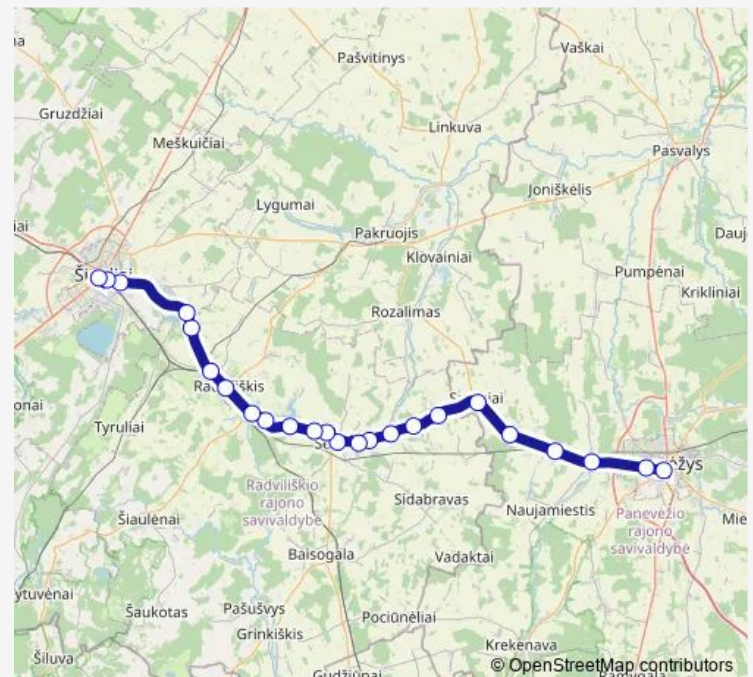 Pašvitinys
Vaškai
Gruzdžiai
Linkuva
Meškuičiai
Pasvalys
Joniškėlis
Lygumai
Pakruojis
Klovainiai
Pumpėnai
Krikliniai
Rozalimas
Tyruliai
Sidabravas
Radviliškio
rajono
savivaldybė
Naujamiestis
Panevėžio
rajono
savivaldybė
Šiaulėnai
Baisogala
Vadaktai
Šaukotas
Pašušvys
Grinkiškis
Pociūnėliai
Krekenava
Šiluva
© OpenStreetMap contributors